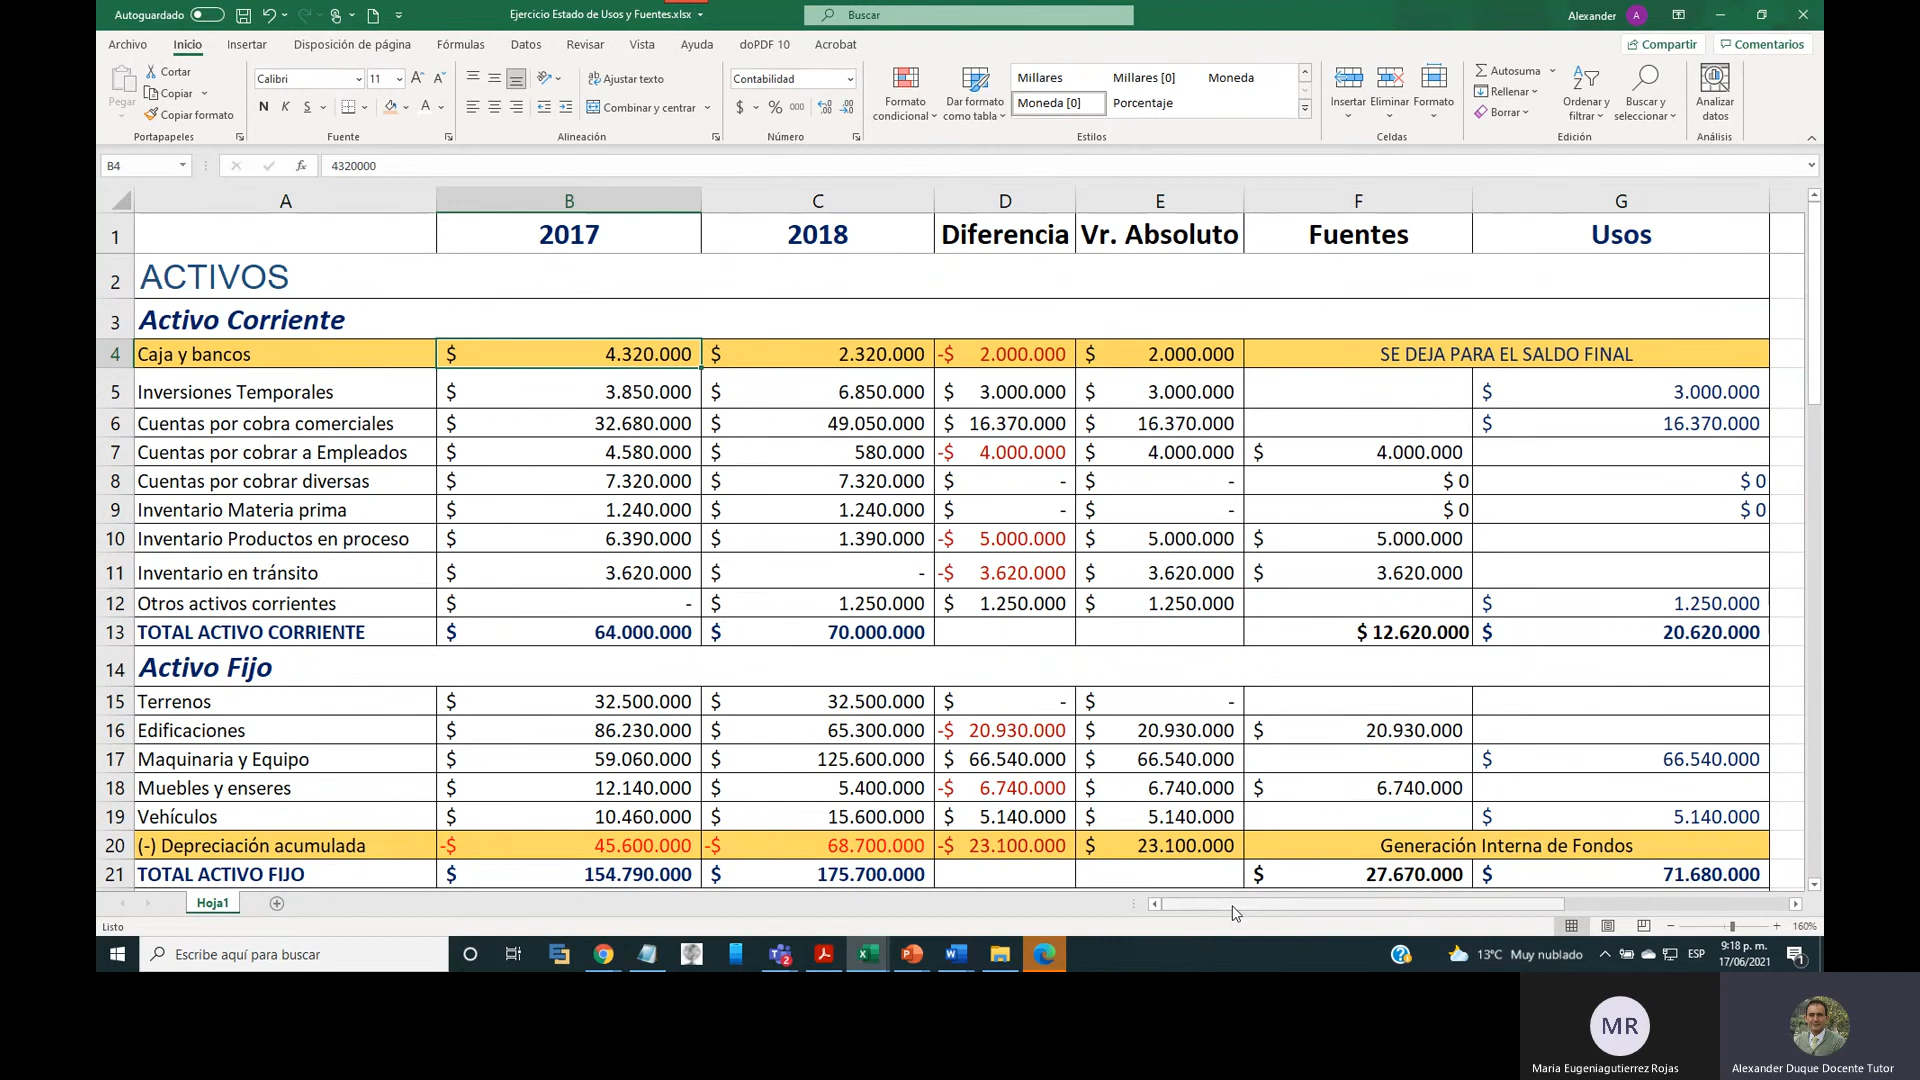 Autoguardado
Ejercicio Estado de Usos y Fuentes.xlsx
Buscar
Alexander
A
Archivo Inicio Insertar Disposición de página Fórmulas Datos Revisar Vista Ayuda doPDF 10 Acrobat
Compartir Comentarios
Pegar
Cortar
Copiar
Copiar formato
Portapapeles
Calibri 11
N K S
Fuente
Ajustar texto
Combinar y centrar
Alineación
Contabilidad
$ % 000
Número
Formato condicional
Dar formato como tabla
Millares Millares [0] Moneda
Moneda [0] Porcentaje
Estilos
Insertar Eliminar Formato
Celdas
Autosuma
Rellenar
Borrar
Ordenar y filtrar
Buscar y seleccionar
Edición
Analizar datos
Análisis
B4 fx 4320000
A B C D E F G
1 2017 2018 Diferencia Vr. Absoluto Fuentes Usos
2 ACTIVOS
3 Activo Corriente
4 Caja y bancos $ 4.320.000 $ 2.320.000 -$ 2.000.000 $ 2.000.000 SE DEJA PARA EL SALDO FINAL
5 Inversiones Temporales $ 3.850.000 $ 6.850.000 $ 3.000.000 $ 3.000.000 $ 3.000.000
6 Cuentas por cobra comerciales $ 32.680.000 $ 49.050.000 $ 16.370.000 $ 16.370.000 $ 16.370.000
7 Cuentas por cobrar a Empleados $ 4.580.000 $ 580.000 -$ 4.000.000 $ 4.000.000 $ 4.000.000
8 Cuentas por cobrar diversas $ 7.320.000 $ 7.320.000 $ - $ - $ 0 $ 0
9 Inventario Materia prima $ 1.240.000 $ 1.240.000 $ - $ - $ 0 $ 0
10 Inventario Productos en proceso $ 6.390.000 $ 1.390.000 -$ 5.000.000 $ 5.000.000 $ 5.000.000
11 Inventario en tránsito $ 3.620.000 $ - -$ 3.620.000 $ 3.620.000 $ 3.620.000
12 Otros activos corrientes $ - $ 1.250.000 $ 1.250.000 $ 1.250.000 $ 1.250.000
13 TOTAL ACTIVO CORRIENTE $ 64.000.000 $ 70.000.000 $ 12.620.000 $ 20.620.000
14 Activo Fijo
15 Terrenos $ 32.500.000 $ 32.500.000 $ - $ -
16 Edificaciones $ 86.230.000 $ 65.300.000 -$ 20.930.000 $ 20.930.000 $ 20.930.000
17 Maquinaria y Equipo $ 59.060.000 $ 125.600.000 $ 66.540.000 $ 66.540.000 $ 66.540.000
18 Muebles y enseres $ 12.140.000 $ 5.400.000 -$ 6.740.000 $ 6.740.000 $ 6.740.000
19 Vehículos $ 10.460.000 $ 15.600.000 $ 5.140.000 $ 5.140.000 $ 5.140.000
20 (-) Depreciación acumulada -$ 45.600.000 -$ 68.700.000 -$ 23.100.000 $ 23.100.000 Generación Interna de Fondos
21 TOTAL ACTIVO FIJO $ 154.790.000 $ 175.700.000 $ 27.670.000 $ 71.680.000
Hoja1
Listo
160%
Escribe aquí para buscar
13°C Muy nublado
ESP
9:18 p. m.
17/06/2021
MR
Maria Eugeniagutierrez Rojas
Alexander Duque Docente Tutor